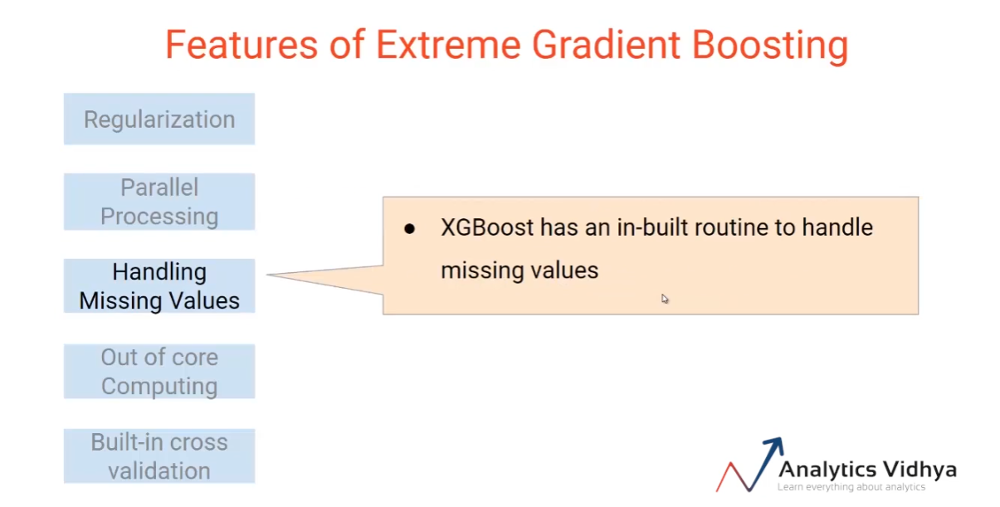 Features of Extreme Gradient Boosting
Regularization
Parallel
Processing
Handling
Missing Values
● XGBoost has an in-built routine to handle
missing values
Out of core
Computing
Built-in cross
validation
Analytics Vidhya
Learn everything about analytics